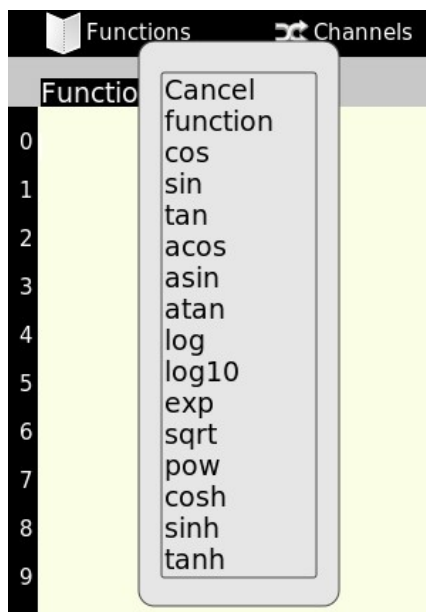 Functions Channels
Functio
Cancel
function
cos
sin
tan
acos
asin
atan
log
log10
exp
sqrt
pow
cosh
sinh
tanh
0
1
2
3
4
5
6
7
8
9